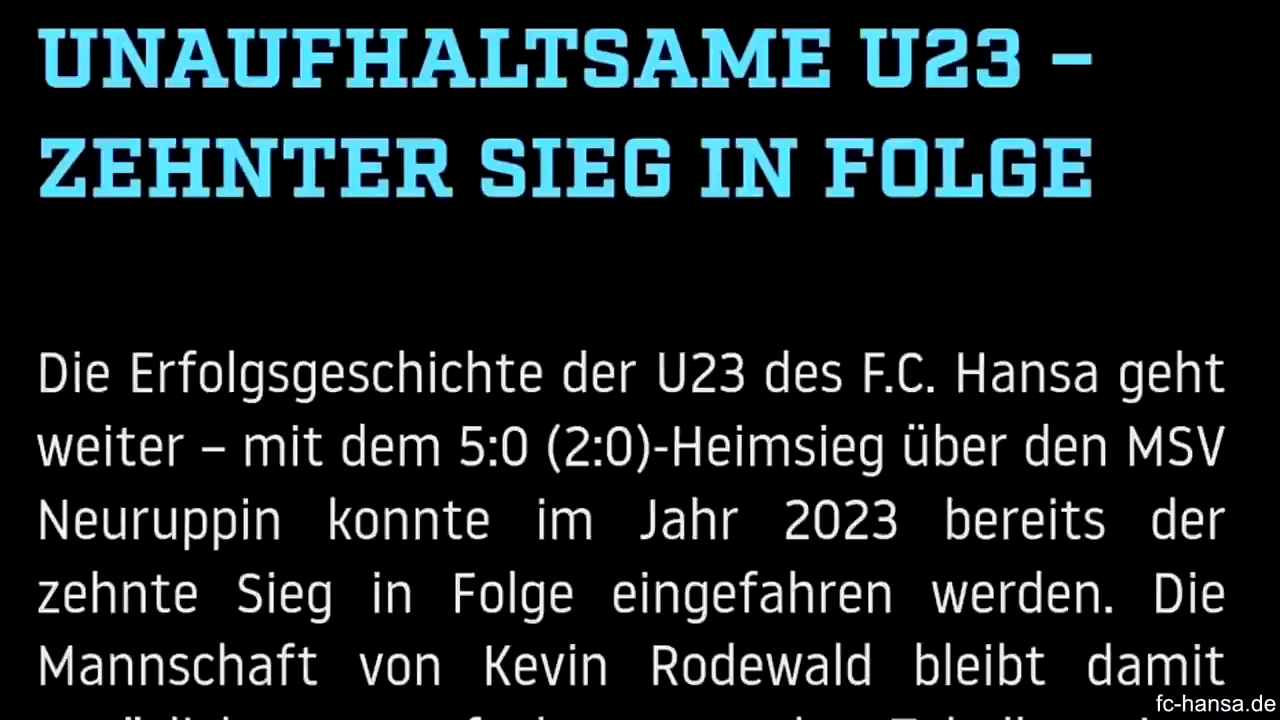 UNAUFHALTSAME U23 –
ZEHNTER SIEG IN FOLGE
Die Erfolgsgeschichte der U23 des F.C. Hansa geht
weiter – mit dem 5:0 (2:0)-Heimsieg über den MSV
Neuruppin konnte im Jahr 2023 bereits der
zehnte Sieg in Folge eingefahren werden. Die
Mannschaft von Kevin Rodewald bleibt damit
fc-hansa.de